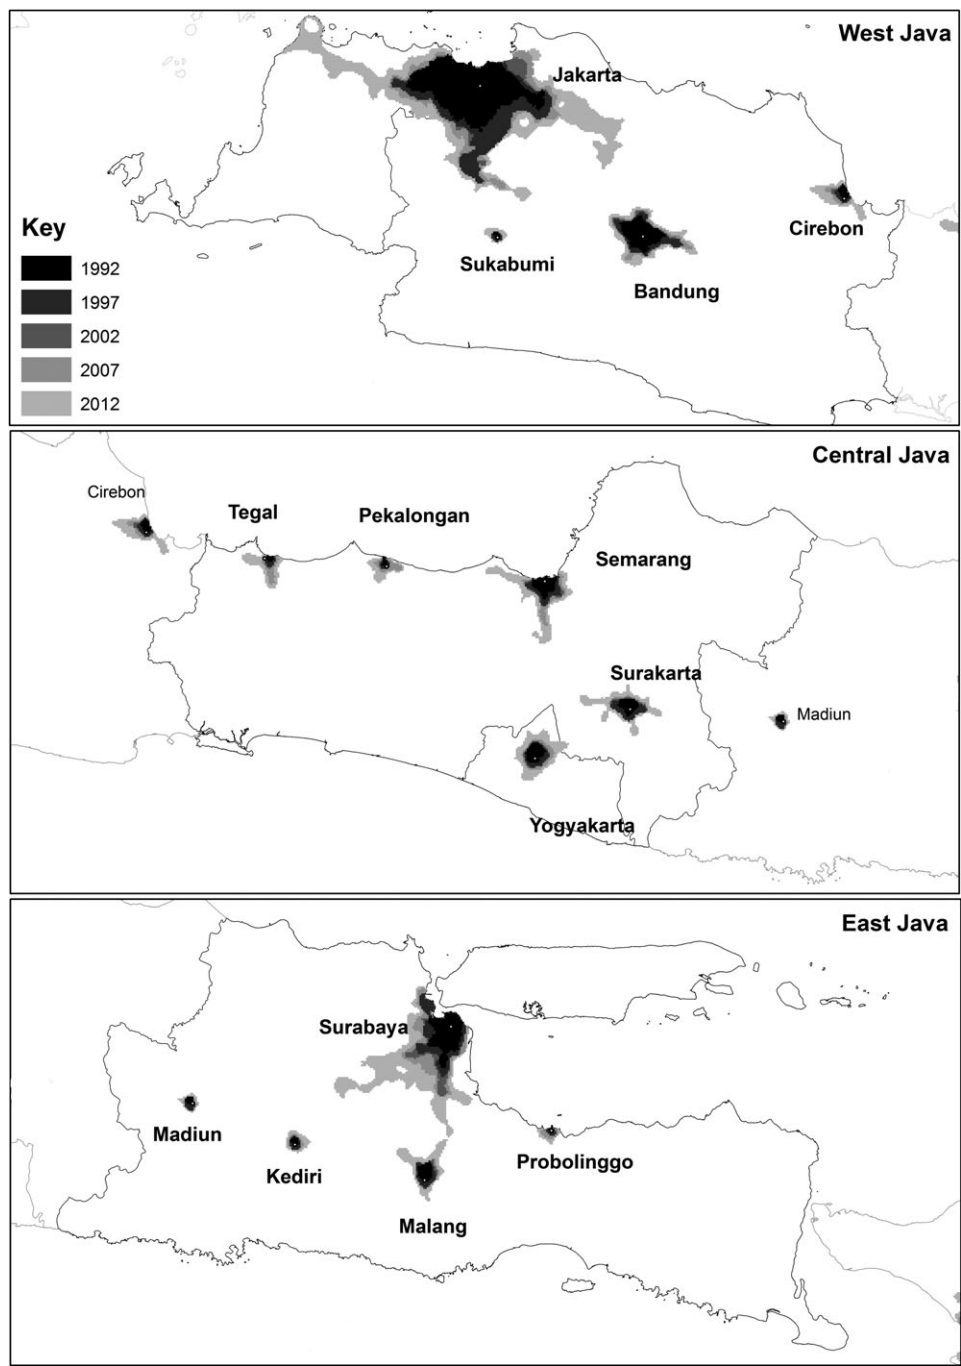 West Java
Jakarta
Cirebon
Key
Sukabumi
Bandung
1992
1997
2002
2007
2012
Central Java
Cirebon
Tegal
Pekalongan
Semarang
Surakarta
Madiun
Yogyakarta
East Java
Surabaya
Madiun
Kediri
Probolinggo
Malang